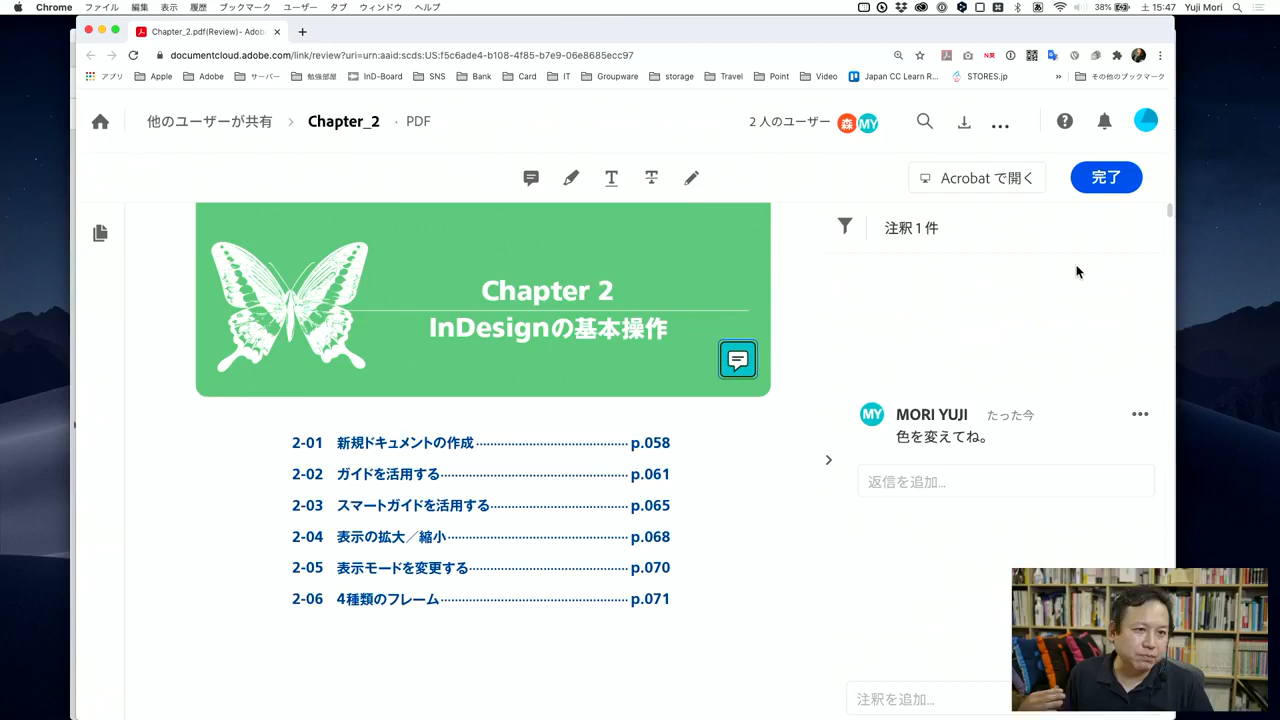 Chrome ファイル 編集 表示 履歴 ブックマーク ユーザー タブ ウィンドウ ヘルプ 38% 土 15:47 Yuji Mori
Chapter_2.pdf(Review) - Adob
documentcloud.adobe.com/link/review?uri=urn:aaid:scds:US:f5c6ade4-b108-4f85-b7e9-06e8685ecc97
アプリ Apple Adobe サーバー 勉強部屋 InD-Board SNS Bank Card IT Groupware storage Travel Point Video Japan CC Learn R... STORES.jp » その他のブックマーク
他のユーザーが共有 > Chapter_2 · PDF 2 人のユーザー 森 MY
Acrobat で開く 完了
注釈 1 件
Chapter 2
InDesignの基本操作
MY MORI YUJI たった今
色を変えてね。
返信を追加...
2-01 新規ドキュメントの作成 p.058
2-02 ガイドを活用する p.061
2-03 スマートガイドを活用する p.065
2-04 表示の拡大／縮小 p.068
2-05 表示モードを変更する p.070
2-06 4種類のフレーム p.071
注釈を追加...